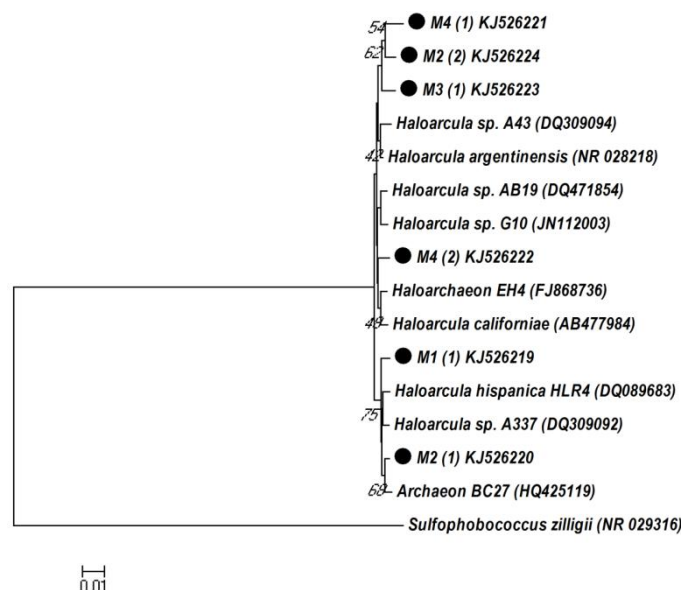 54
M4 (1) KJ526221
62
M2 (2) KJ526224
M3 (1) KJ526223
Haloarcula sp. A43 (DQ309094)
42
Haloarcula argentinensis (NR 028218)
Haloarcula sp. AB19 (DQ471854)
Haloarcula sp. G10 (JN112003)
M4 (2) KJ526222
Haloarchaeon EH4 (FJ868736)
Haloarcula californiae (AB477984)
M1 (1) KJ526219
Haloarcula hispanica HLR4 (DQ089683)
75
Haloarcula sp. A337 (DQ309092)
M2 (1) KJ526220
68
Archaeon BC27 (HQ425119)
Sulfophobococcus zilligii (NR 029316)
0.01